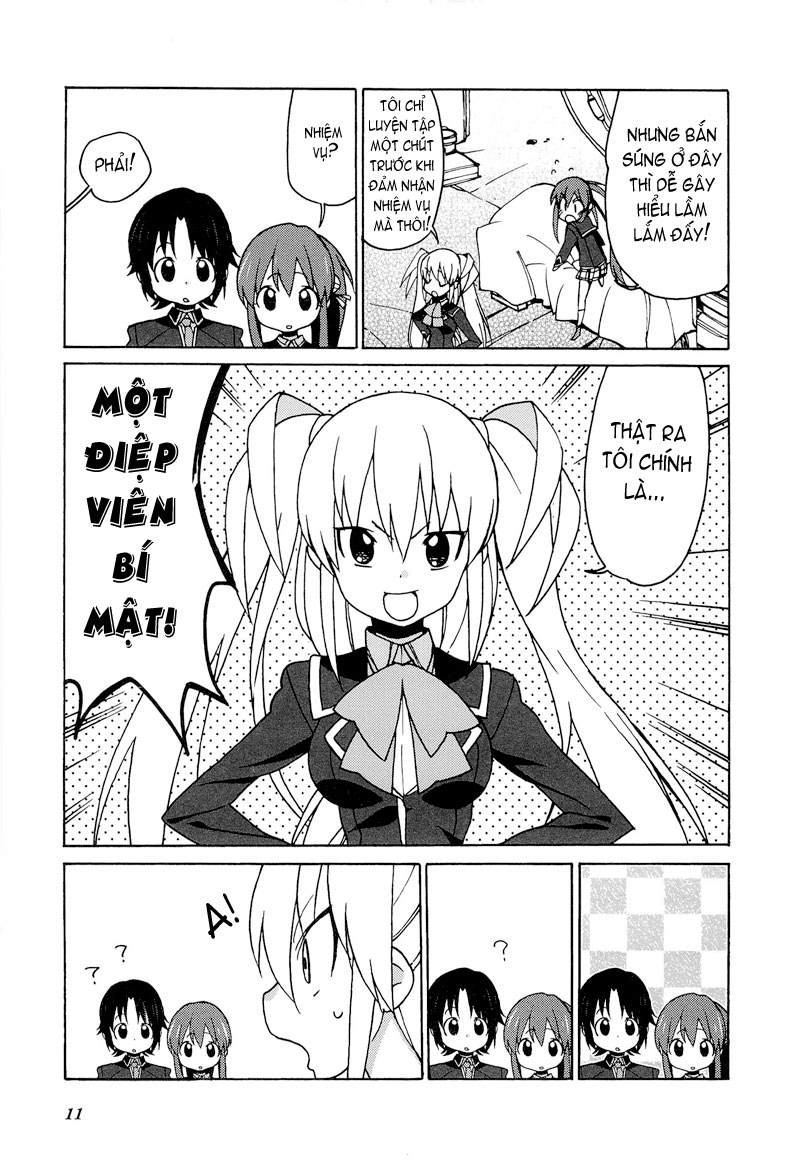 NHƯNG BẮN
SÚNG Ở ĐÂY
THÌ DỄ GÂY
HIỂU LẦM
LẮM ĐẤY!
TÔI CHỈ
LUYỆN TẬP
MỘT CHÚT
TRƯỚC KHI
ĐẢM NHẬN
NHIỆM VỤ
MÀ THÔI!
NHIỆM
VỤ?
PHẢI!
THẬT RA
TÔI CHÍNH
LÀ...
MỘT
ĐIỆP
VIÊN
BÍ
MẬT!
?
A!
?
?
11